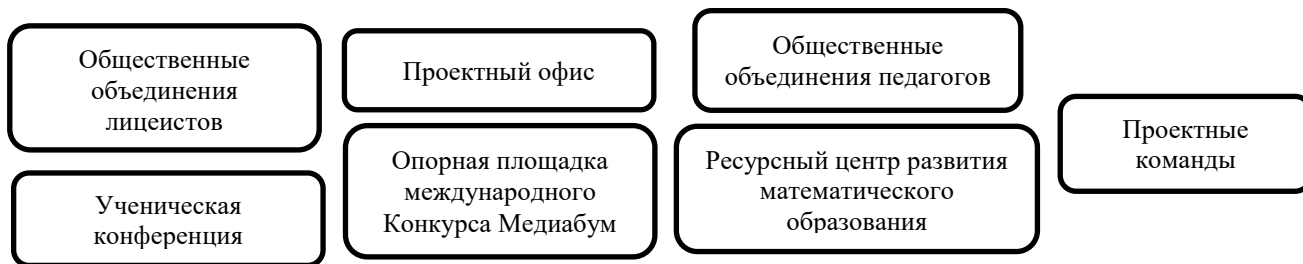 Общественные
объединения
лицеистов
Проектный офис
Общественные
объединения педагогов
Проектные
команды
Ученическая
конференция
Опорная площадка
международного
Конкурса Медиабум
Ресурсный центр развития
математического
образования